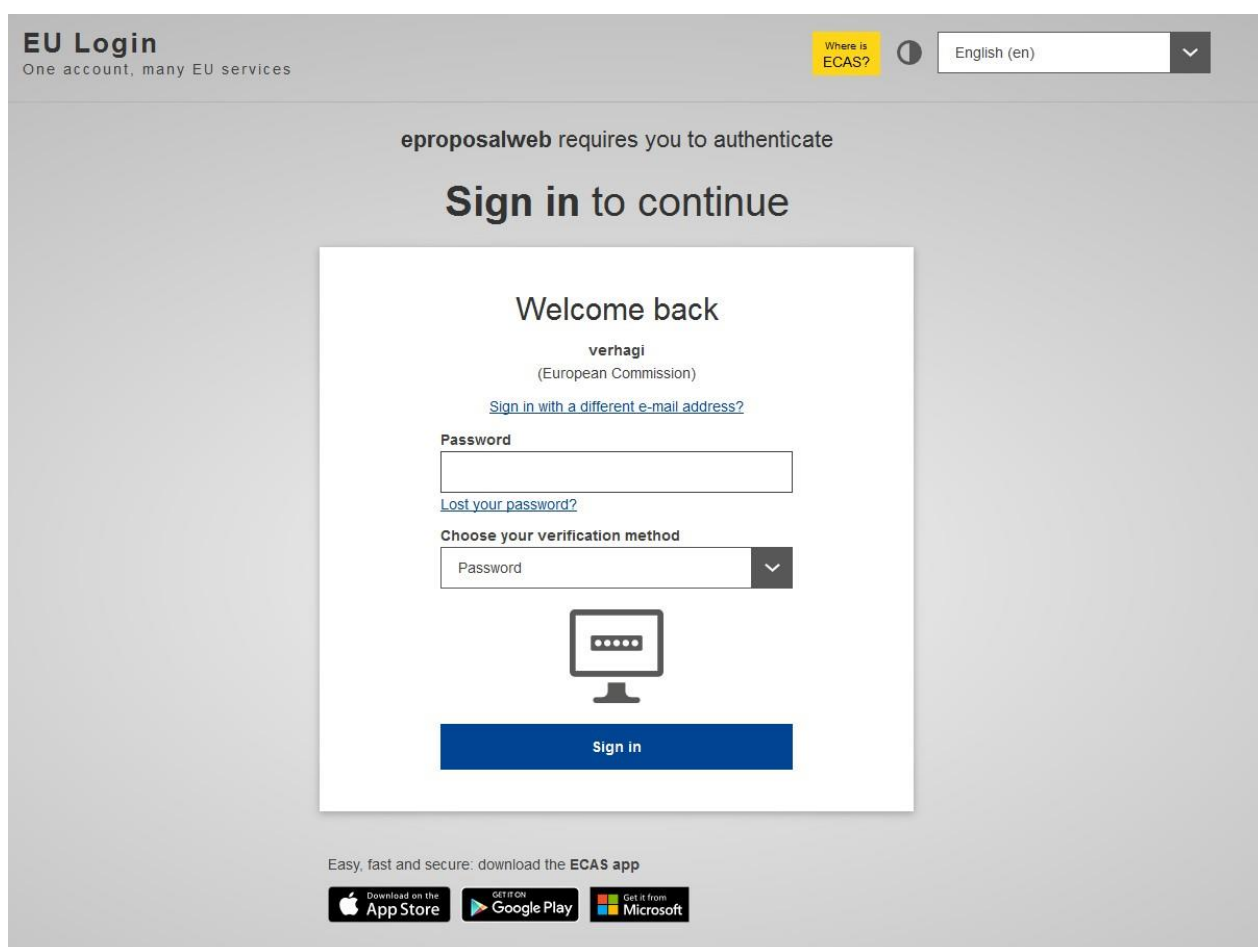 EU Login
One account, many EU services
Where is
ECAS?
English (en)
eproposalweb requires you to authenticate
Sign in to continue
Welcome back
verhagi
(European Commission)
Sign in with a different e-mail address?
Password
Lost your password?
Choose your verification method
Password
Sign in
Easy, fast and secure: download the ECAS app
Download on the
App Store
GET IT ON
Google Play
Get it from
Microsoft